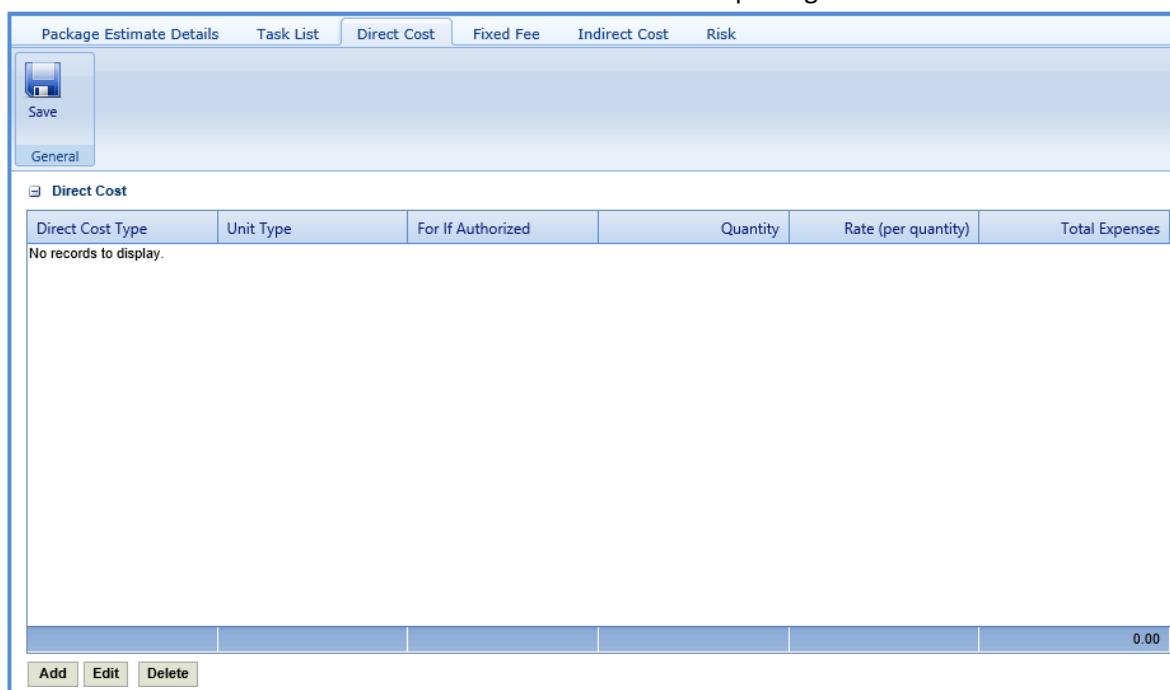 Package Estimate Details Task List Direct Cost Fixed Fee Indirect Cost Risk
Save
General
Direct Cost
Direct Cost Type Unit Type For If Authorized Quantity Rate (per quantity) Total Expenses
No records to display.
0.00
Add Edit Delete